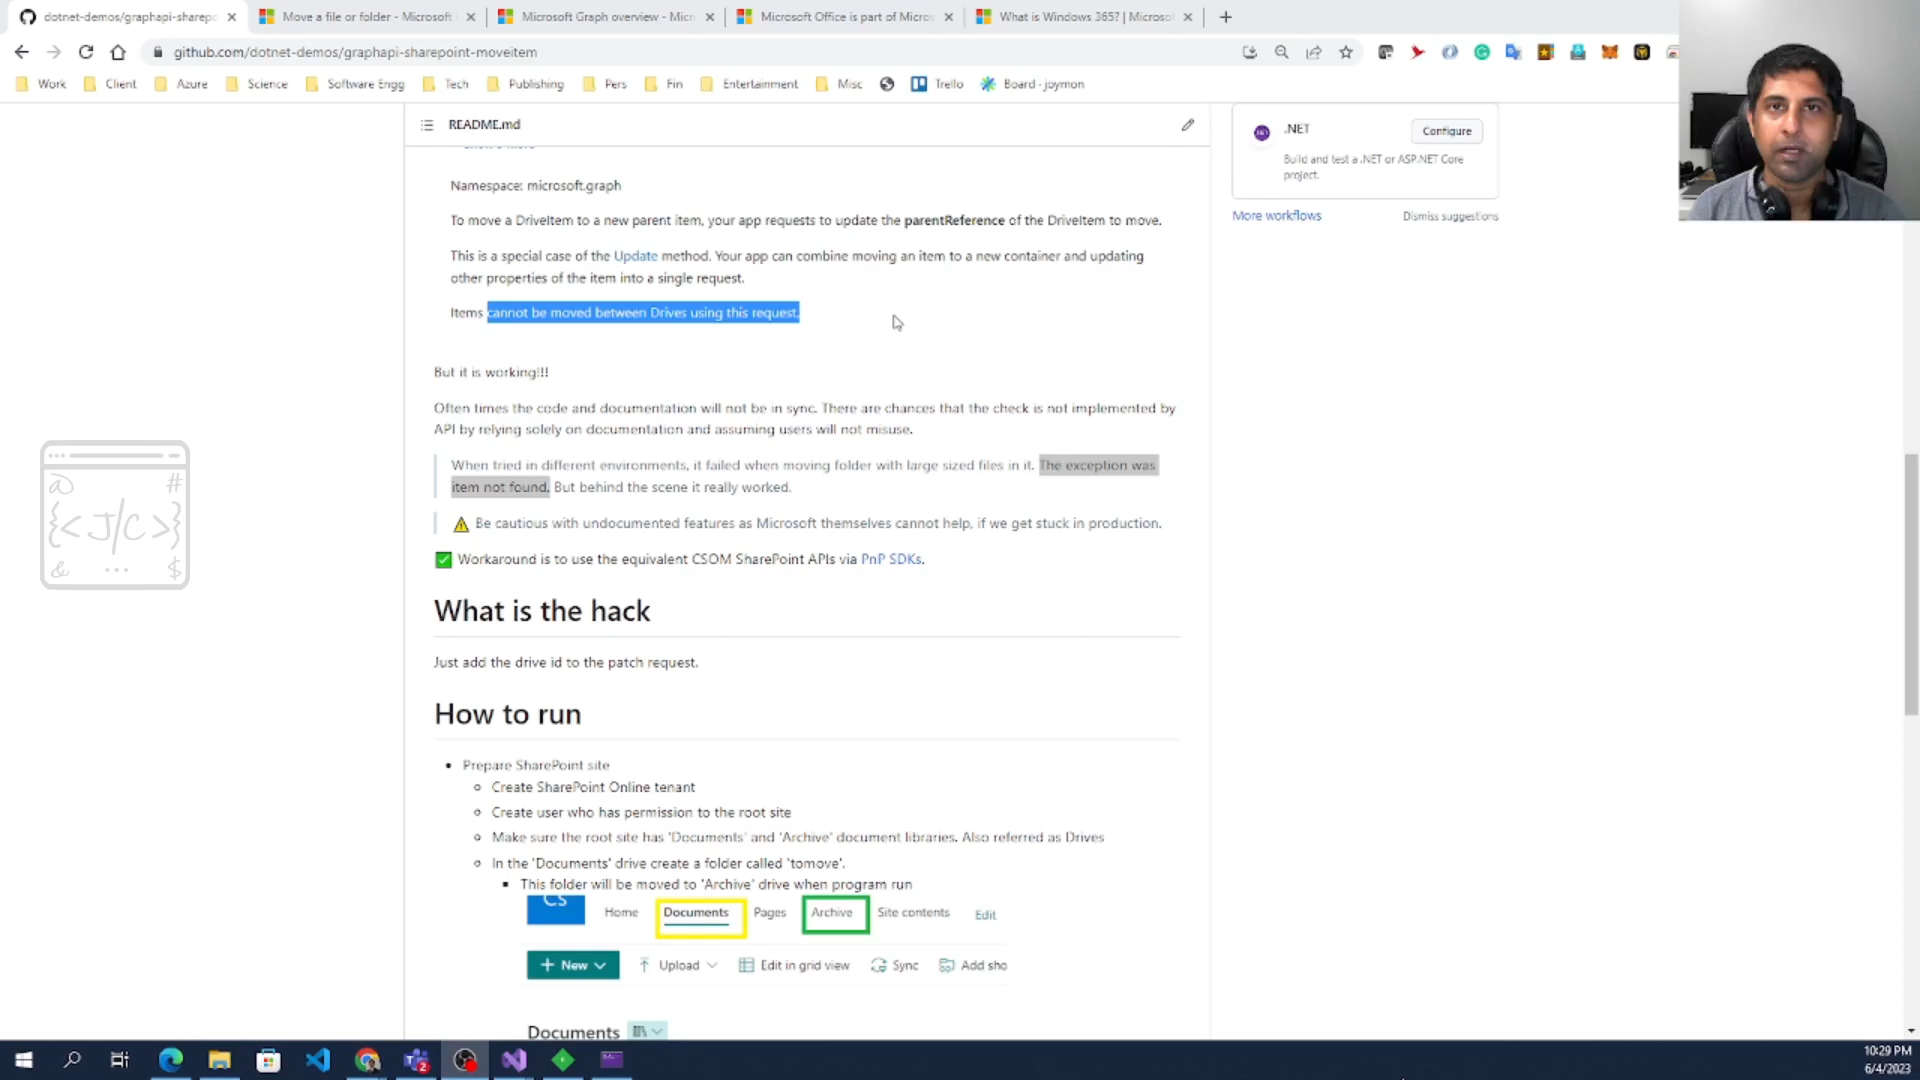 dotnet-demos/graphapi-sharepo
Move a file or folder - Microsoft
Microsoft Graph overview - Micr
Microsoft Office is part of Micros
What is Windows 365? | Microso
github.com/dotnet-demos/graphapi-sharepoint-moveitem
Work
Client
Azure
Science
Software Engg
Tech
Publishing
Pers
Fin
Entertainment
Misc
Trello
Board - joymon
README.md
Namespace: microsoft.graph
To move a DriveItem to a new parent item, your app requests to update the parentReference of the DriveItem to move.
This is a special case of the Update method. Your app can combine moving an item to a new container and updating
other properties of the item into a single request.
Items cannot be moved between Drives using this request.
But it is working!!!
Often times the code and documentation will not be in sync. There are chances that the check is not implemented by
API by relying solely on documentation and assuming users will not misuse.
When tried in different environments, it failed when moving folder with large sized files in it. The exception was
item not found. But behind the scene it really worked.
⚠ Be cautious with undocumented features as Microsoft themselves cannot help, if we get stuck in production.
✅ Workaround is to use the equivalent CSOM SharePoint APIs via PnP SDKs.
What is the hack
Just add the drive id to the patch request.
How to run
• Prepare SharePoint site
Create SharePoint Online tenant
Create user who has permission to the root site
Make sure the root site has 'Documents' and 'Archive' document libraries. Also referred as Drives
In the 'Documents' drive create a folder called 'tomove'.
This folder will be moved to 'Archive' drive when program run
Cs
Home
Documents
Pages
Archive
Site contents
Edit
+ New
Upload
Edit in grid view
Sync
Add sho
Documents
.NET
Configure
Build and test a .NET or ASP.NET Core
project.
More workflows
Dismiss suggestions
@ #
{< J/C >}
& ... $
2
10:29 PM
6/4/2023